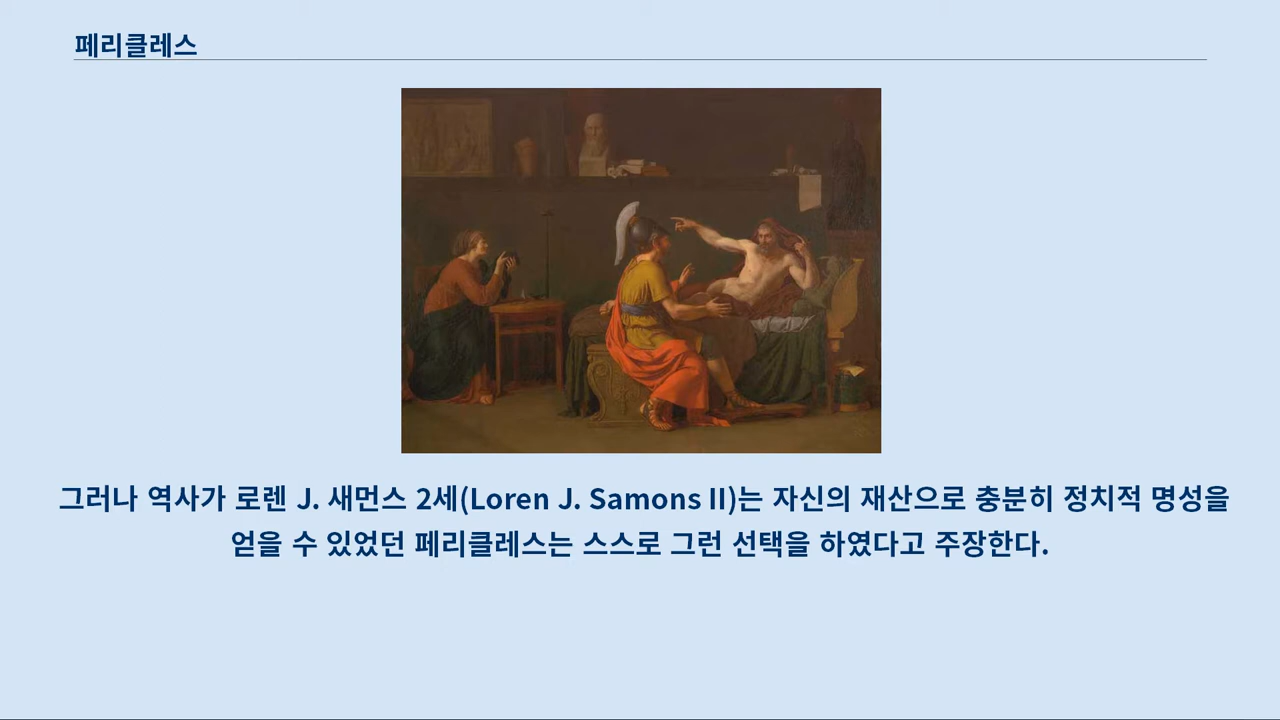 페리클레스
그러나 역사가 로렌 J. 새먼스 2세(Loren J. Samons II)는 자신의 재산으로 충분히 정치적 명성을
얻을 수 있었던 페리클레스는 스스로 그런 선택을 하였다고 주장한다.